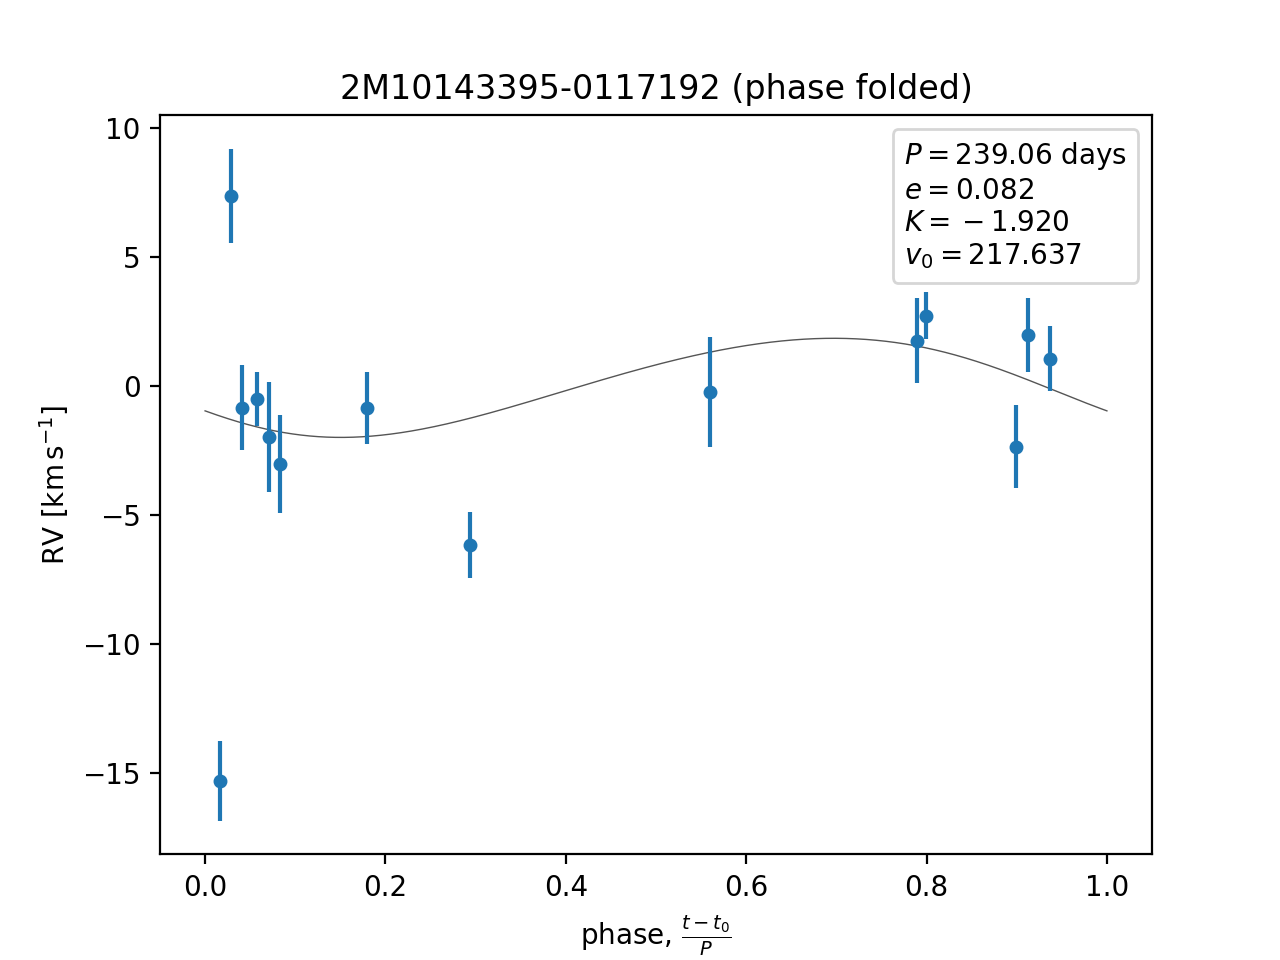 2M10143395-0117192 (phase folded)
P = 239.06 days
e = 0.082
K = −1.920
v₀ = 217.637
10
5
0
−5
−10
−15
RV [km s⁻¹]
0.0 0.2 0.4 0.6 0.8 1.0
phase, (t − t₀)/P